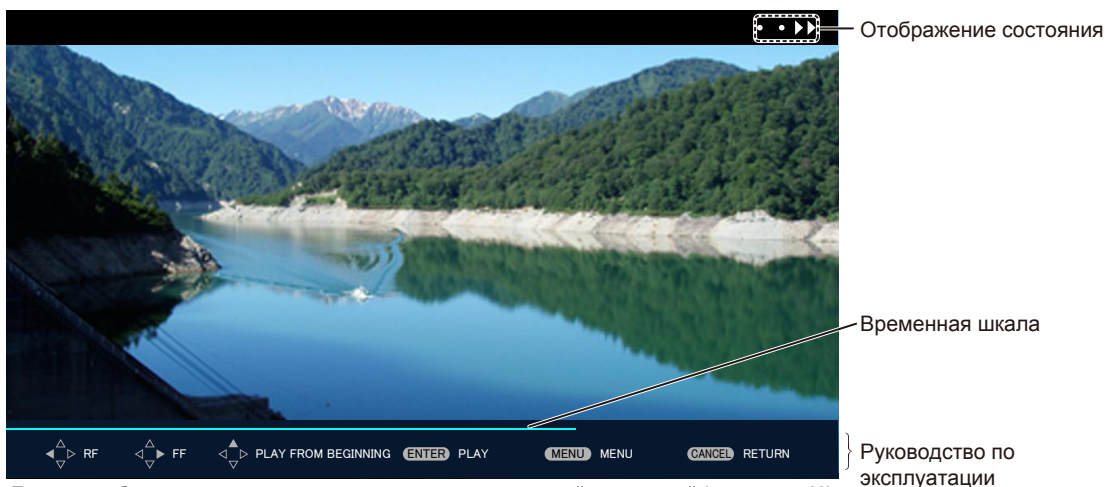 Отображение состояния
Временная шкала
RF FF PLAY FROM BEGINNING ENTER PLAY MENU MENU CANCEL RETURN
Руководство по
эксплуатации